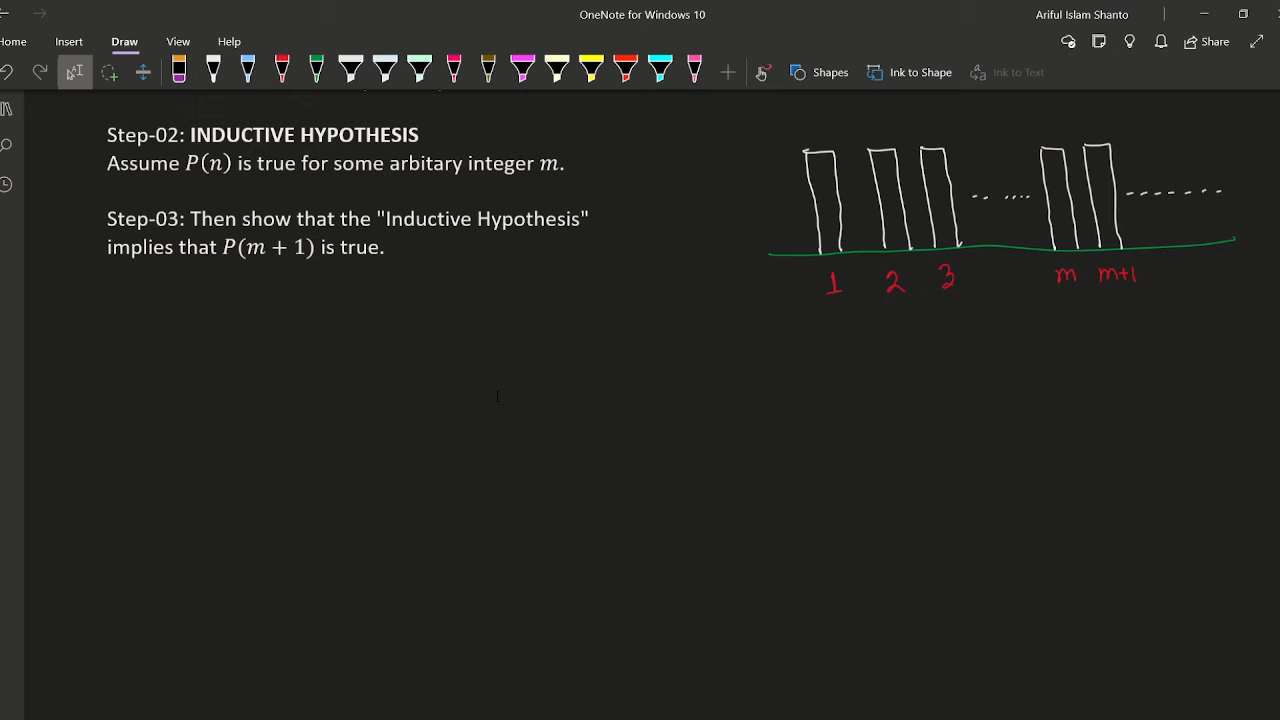 OneNote for Windows 10
Ariful Islam Shanto
Home Insert Draw View Help
Share
Shapes Ink to Shape Ink to Text
Step-02: INDUCTIVE HYPOTHESIS
Assume P(n) is true for some arbitary integer m.
Step-03: Then show that the "Inductive Hypothesis"
implies that P(m + 1) is true.
1 2 3 m m+1